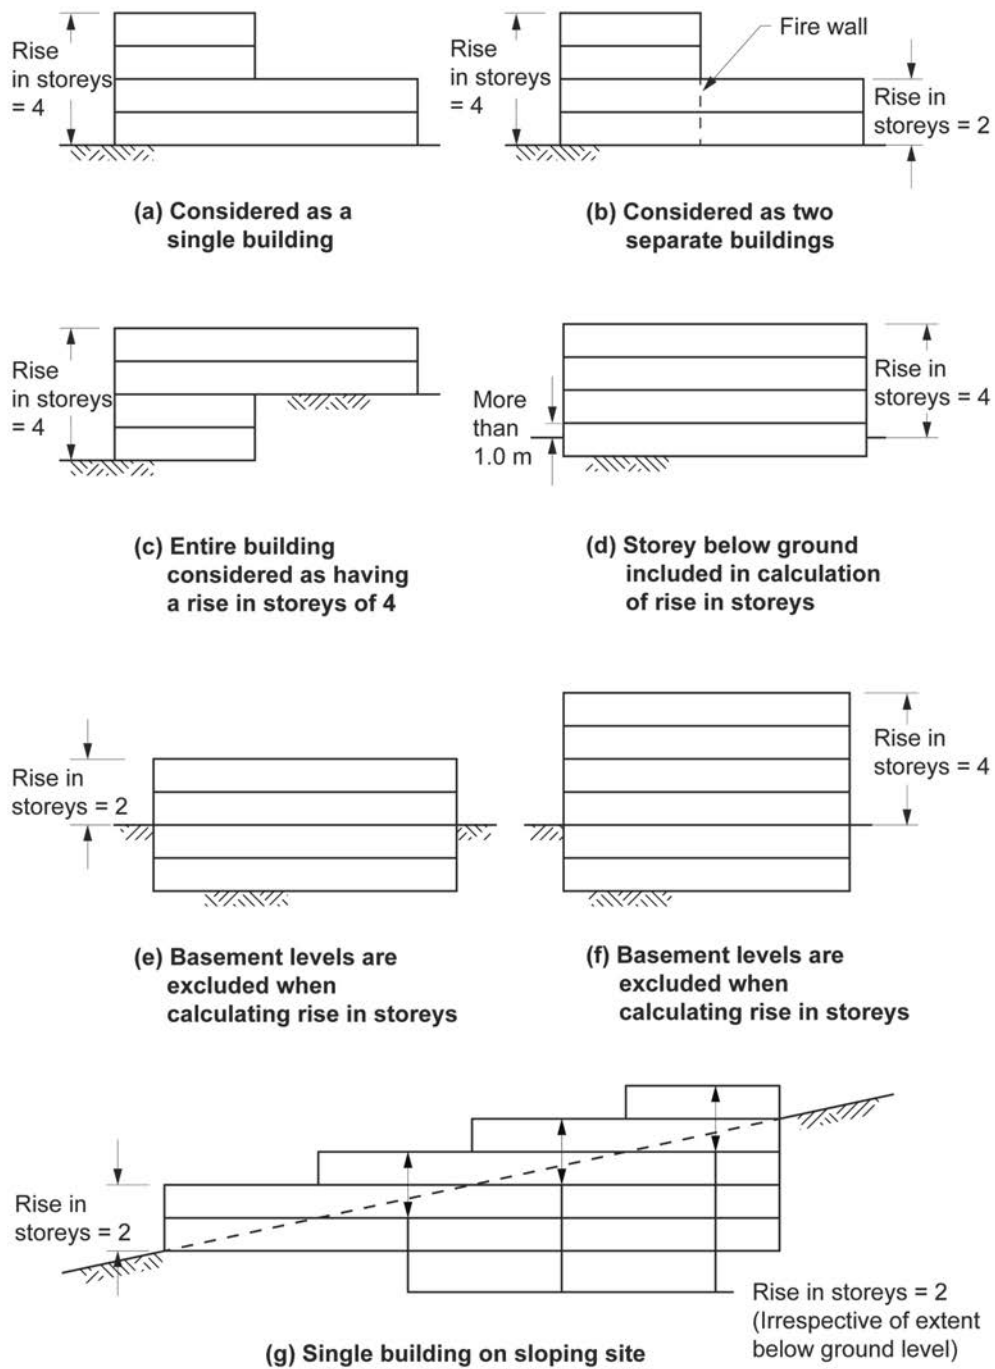 Rise
in storeys
= 4
(a) Considered as a
single building
Rise
in storeys
= 4
Fire wall
Rise in
storeys = 2
(b) Considered as two
separate buildings
Rise
in storeys
= 4
(c) Entire building
considered as having
a rise in storeys of 4
More
than
1.0 m
Rise in
storeys = 4
(d) Storey below ground
included in calculation
of rise in storeys
Rise in
storeys = 2
(e) Basement levels are
excluded when
calculating rise in storeys
Rise in
storeys = 4
(f) Basement levels are
excluded when
calculating rise in storeys
Rise in
storeys = 2
Rise in storeys = 2
(Irrespective of extent
below ground level)
(g) Single building on sloping site